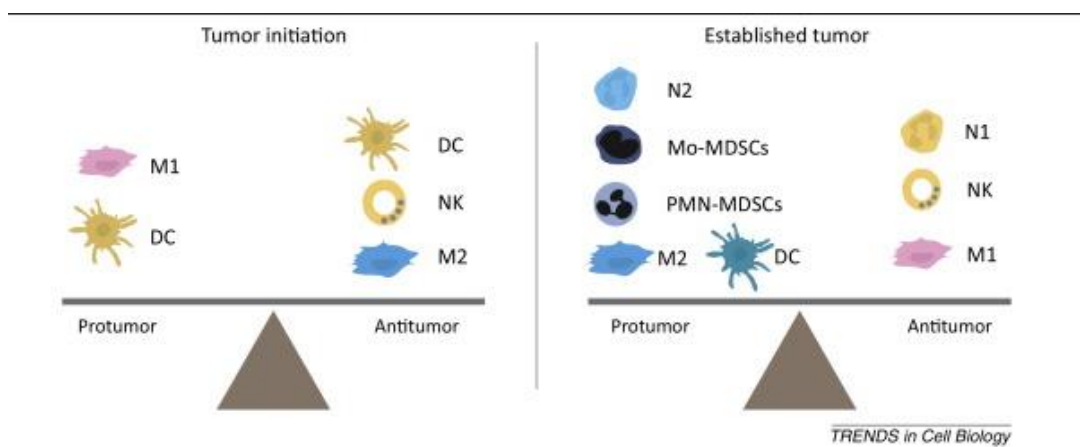 Tumor initiation
M1
DC
DC
NK
M2
Protumor
Antitumor
Established tumor
N2
Mo-MDSCs
PMN-MDSCs
M2
DC
N1
NK
M1
Protumor
Antitumor
TRENDS in Cell Biology